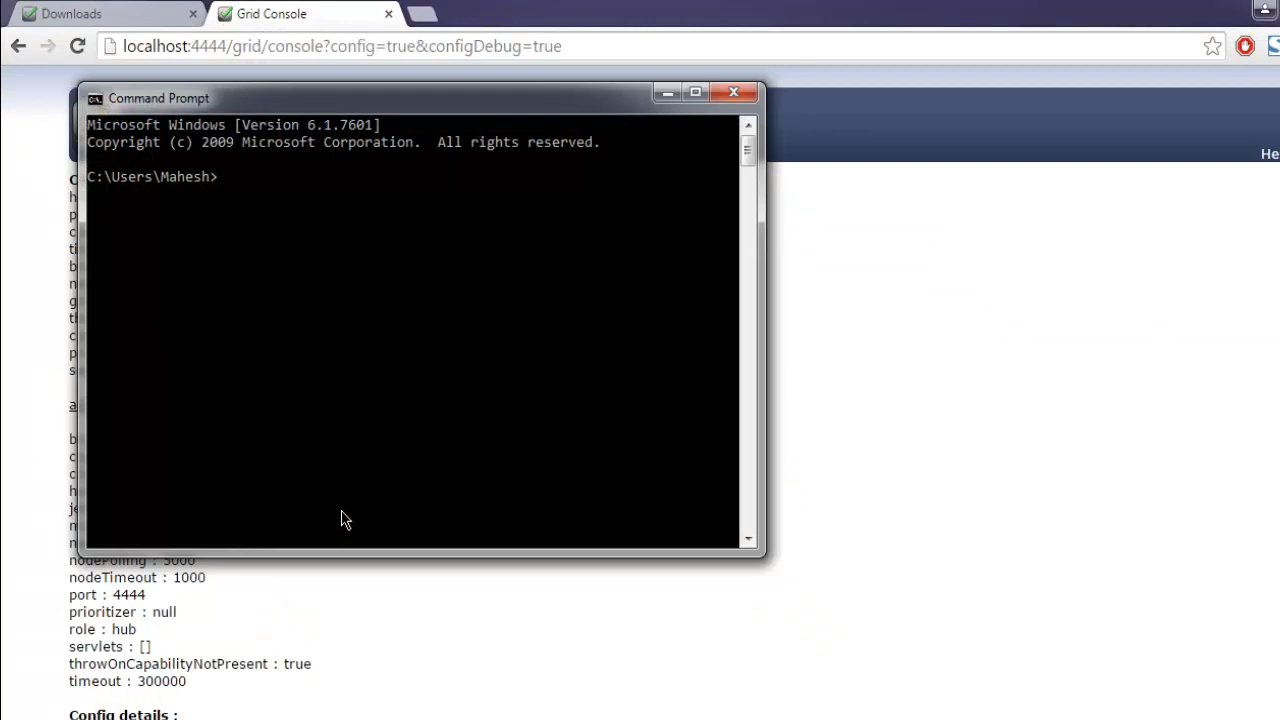 Downloads
Grid Console
localhost:4444/grid/console?config=true&configDebug=true
Command Prompt
Microsoft Windows [Version 6.1.7601]
Copyright (c) 2009 Microsoft Corporation.  All rights reserved.
C:\Users\Mahesh>
nodePolling : 5000
nodeTimeout : 1000
port : 4444
prioritizer : null
role : hub
servlets : []
throwOnCapabilityNotPresent : true
timeout : 300000
Config details :